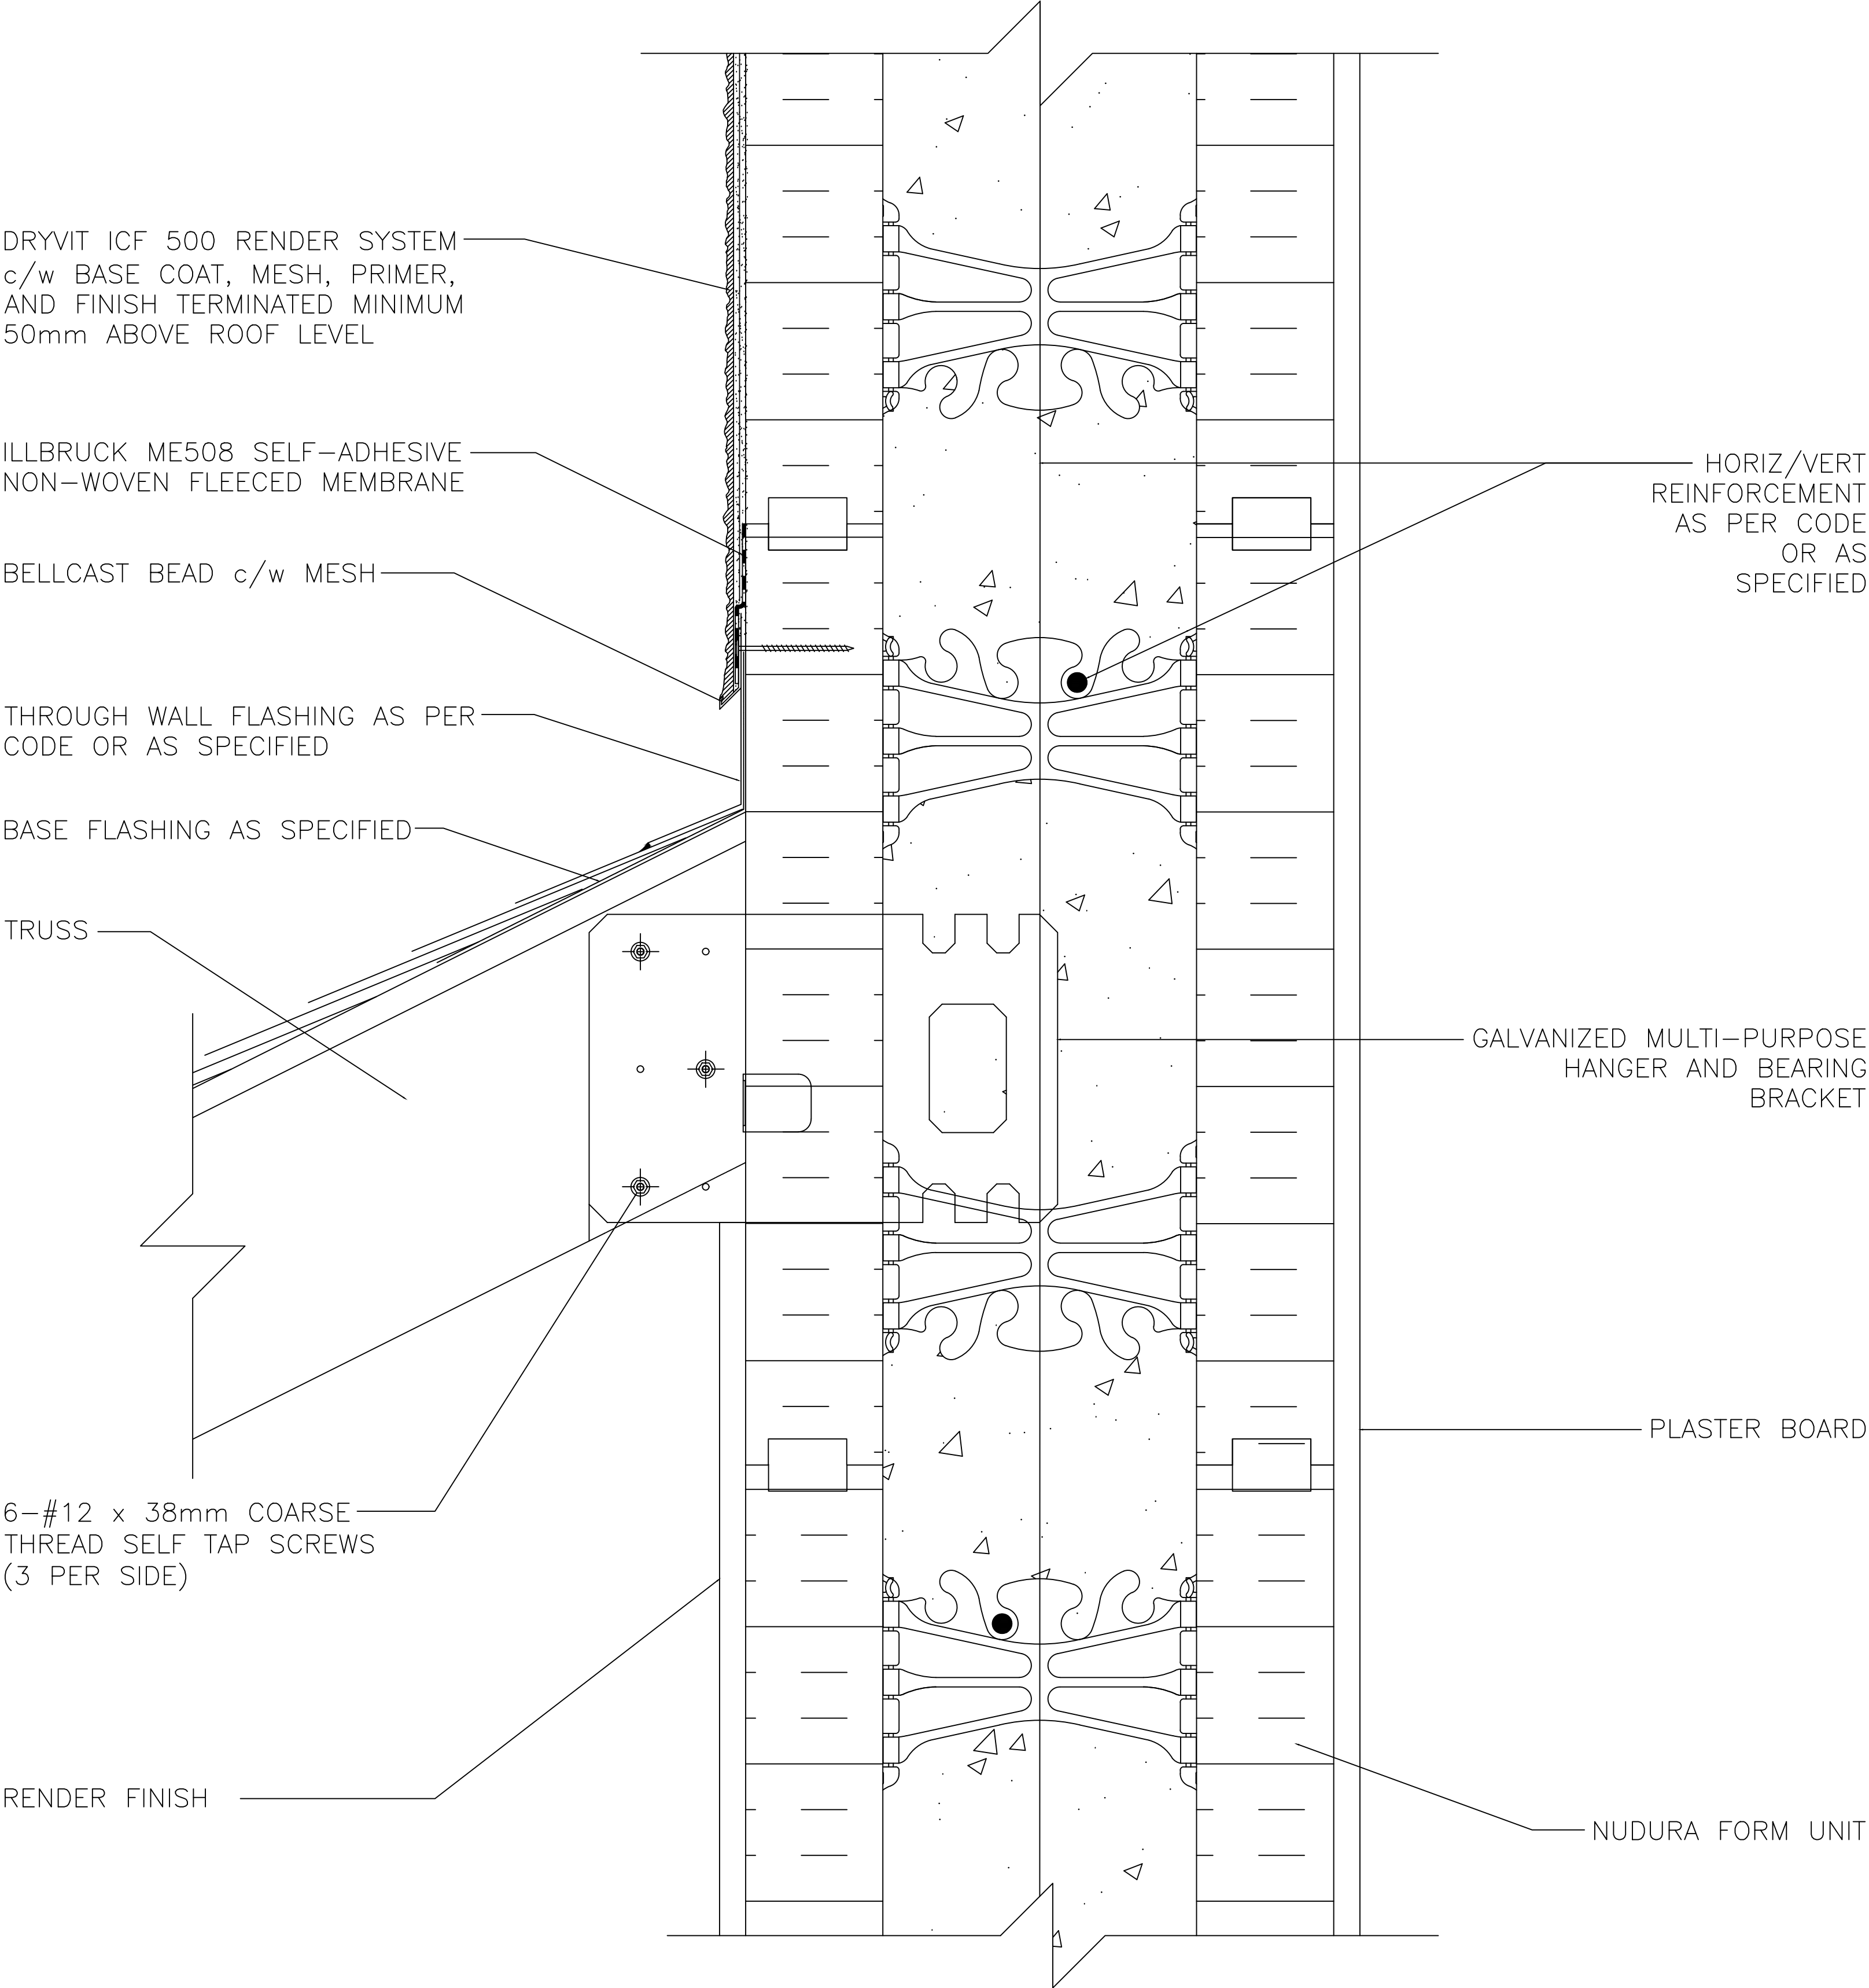 DRYVIT ICF 500 RENDER SYSTEM
c/w BASE COAT, MESH, PRIMER,
AND FINISH TERMINATED MINIMUM
50mm ABOVE ROOF LEVEL
ILLBRUCK ME508 SELF-ADHESIVE
NON-WOVEN FLEECED MEMBRANE
BELLCAST BEAD c/w MESH
THROUGH WALL FLASHING AS PER
CODE OR AS SPECIFIED
BASE FLASHING AS SPECIFIED
TRUSS
6-#12 x 38mm COARSE
THREAD SELF TAP SCREWS
(3 PER SIDE)
RENDER FINISH
HORIZ/VERT
REINFORCEMENT
AS PER CODE
OR AS
SPECIFIED
GALVANIZED MULTI-PURPOSE
HANGER AND BEARING
BRACKET
PLASTER BOARD
NUDURA FORM UNIT